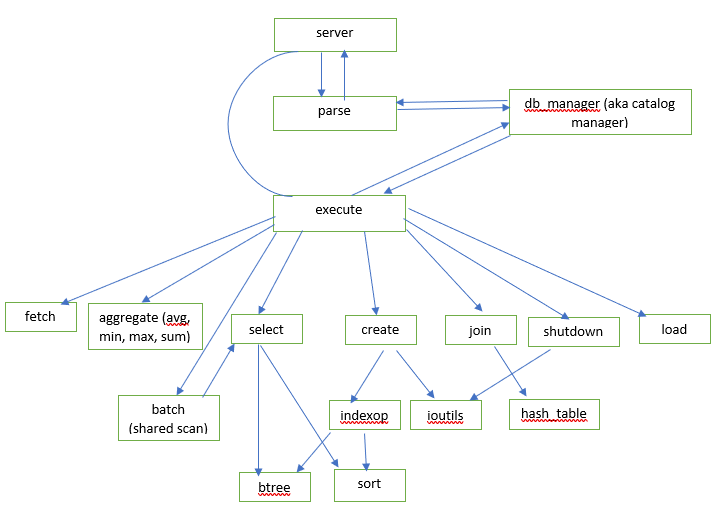 server
parse
db_manager (aka catalog
manager)
execute
fetch
aggregate (avg,
min, max, sum)
select
create
join
shutdown
load
batch
(shared scan)
indexop
ioutils
hash_table
btree
sort